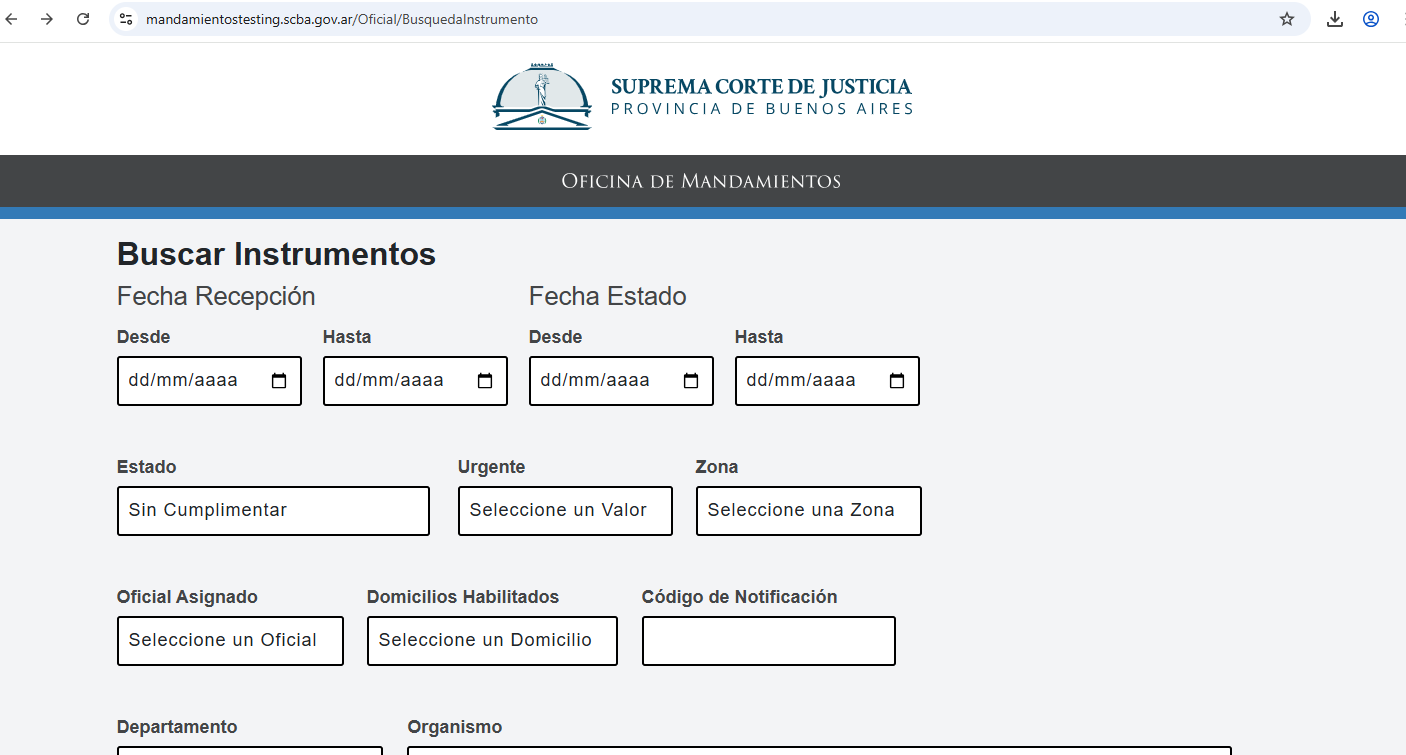 mandamientostesting.scba.gov.ar/Oficial/BusquedaInstrumento
SUPREMA CORTE DE JUSTICIA
PROVINCIA DE BUENOS AIRES
OFICINA DE MANDAMIENTOS
Buscar Instrumentos
Fecha Recepción Fecha Estado
Desde Hasta Desde Hasta
dd/mm/aaaa dd/mm/aaaa dd/mm/aaaa dd/mm/aaaa
Estado Urgente Zona
Sin Cumplimentar Seleccione un Valor Seleccione una Zona
Oficial Asignado Domicilios Habilitados Código de Notificación
Seleccione un Oficial Seleccione un Domicilio
Departamento Organismo